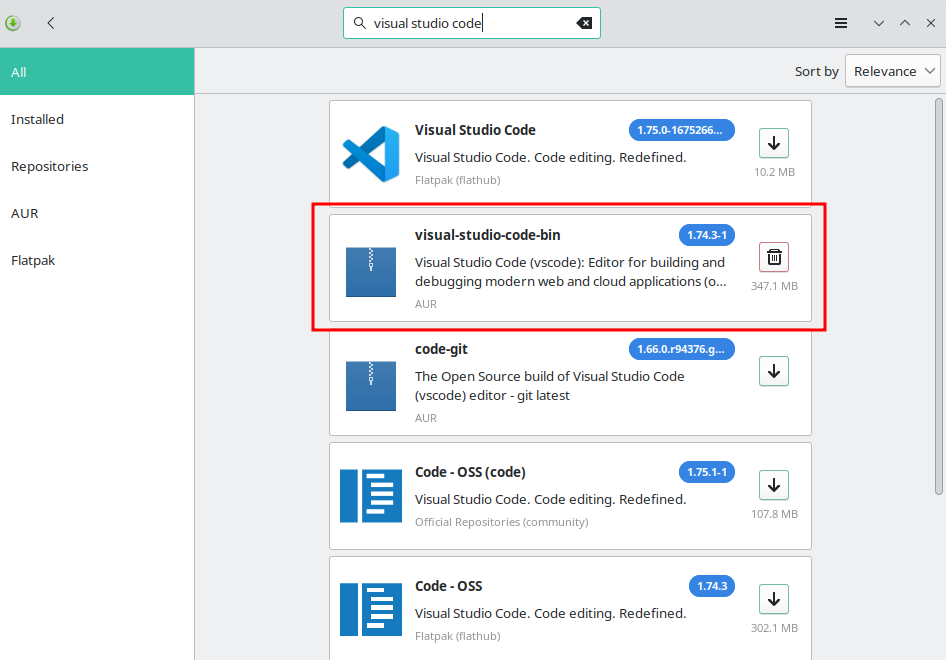 visual studio code
All
Installed
Repositories
AUR
Flatpak
Sort by Relevance
Visual Studio Code 1.75.0-1675266...
Visual Studio Code. Code editing. Redefined.
Flatpak (flathub)
10.2 MB
visual-studio-code-bin 1.74.3-1
Visual Studio Code (vscode): Editor for building and
debugging modern web and cloud applications (o...
AUR
347.1 MB
code-git 1.66.0.r94376.g...
The Open Source build of Visual Studio Code
(vscode) editor - git latest
AUR
Code - OSS (code) 1.75.1-1
Visual Studio Code. Code editing. Redefined.
Official Repositories (community)
107.8 MB
Code - OSS 1.74.3
Visual Studio Code. Code editing. Redefined.
Flatpak (flathub)
302.1 MB